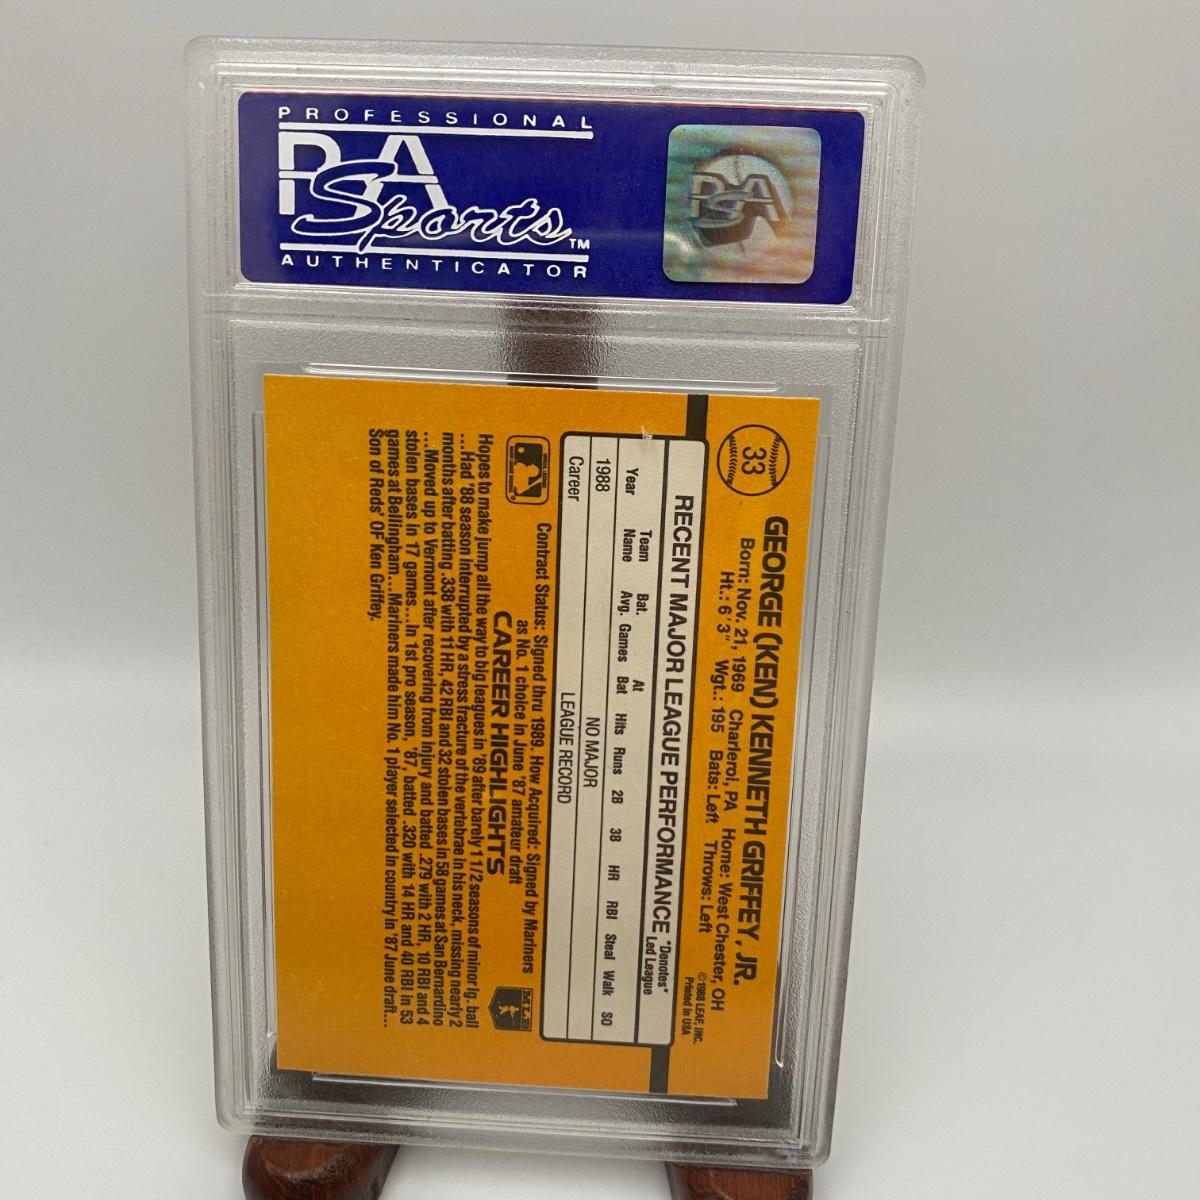 PROFESSIONAL
PSA
Sports™
AUTHENTICATOR
PSA
33
GEORGE (KEN) KENNETH GRIFFEY, JR.
Born: Nov. 21, 1969 Charleroi, PA Home: West Chester, OH
Ht.: 6'3" Wgt.: 195 Bats: Left Throws: Left
©1988 LEAF, INC.
Printed in USA
RECENT MAJOR LEAGUE PERFORMANCE
*Denotes*
Led League
Year Team Name Bat. Avg. Games At Bat Hits Runs 2B 3B HR RBI Steal Walk SO
1988 NO MAJOR
Career LEAGUE RECORD
Contract Status: Signed thru 1989. How Acquired: Signed by Mariners
as No. 1 choice in June '87 amateur draft
CAREER HIGHLIGHTS
MLB
Hopes to make jump all the way to big leagues in '89 after barely 1 1/2 seasons of minor lg. ball
...Had '88 season interrupted by a stress fracture of the vertebrae in his neck, missing nearly 2
months after batting .338 with 11 HR, 42 RBI and 32 stolen bases in 58 games at San Bernardino
...Moved up to Vermont after recovering from injury and batted .279 with 2 HR, 10 RBI and 4
stolen bases in 17 games...In 1st pro season, '87, batted .320 with 14 HR and 40 RBI in 53
games at Bellingham...Mariners made him No. 1 player selected in country in '87 June draft...
Son of Reds' OF Ken Griffey.